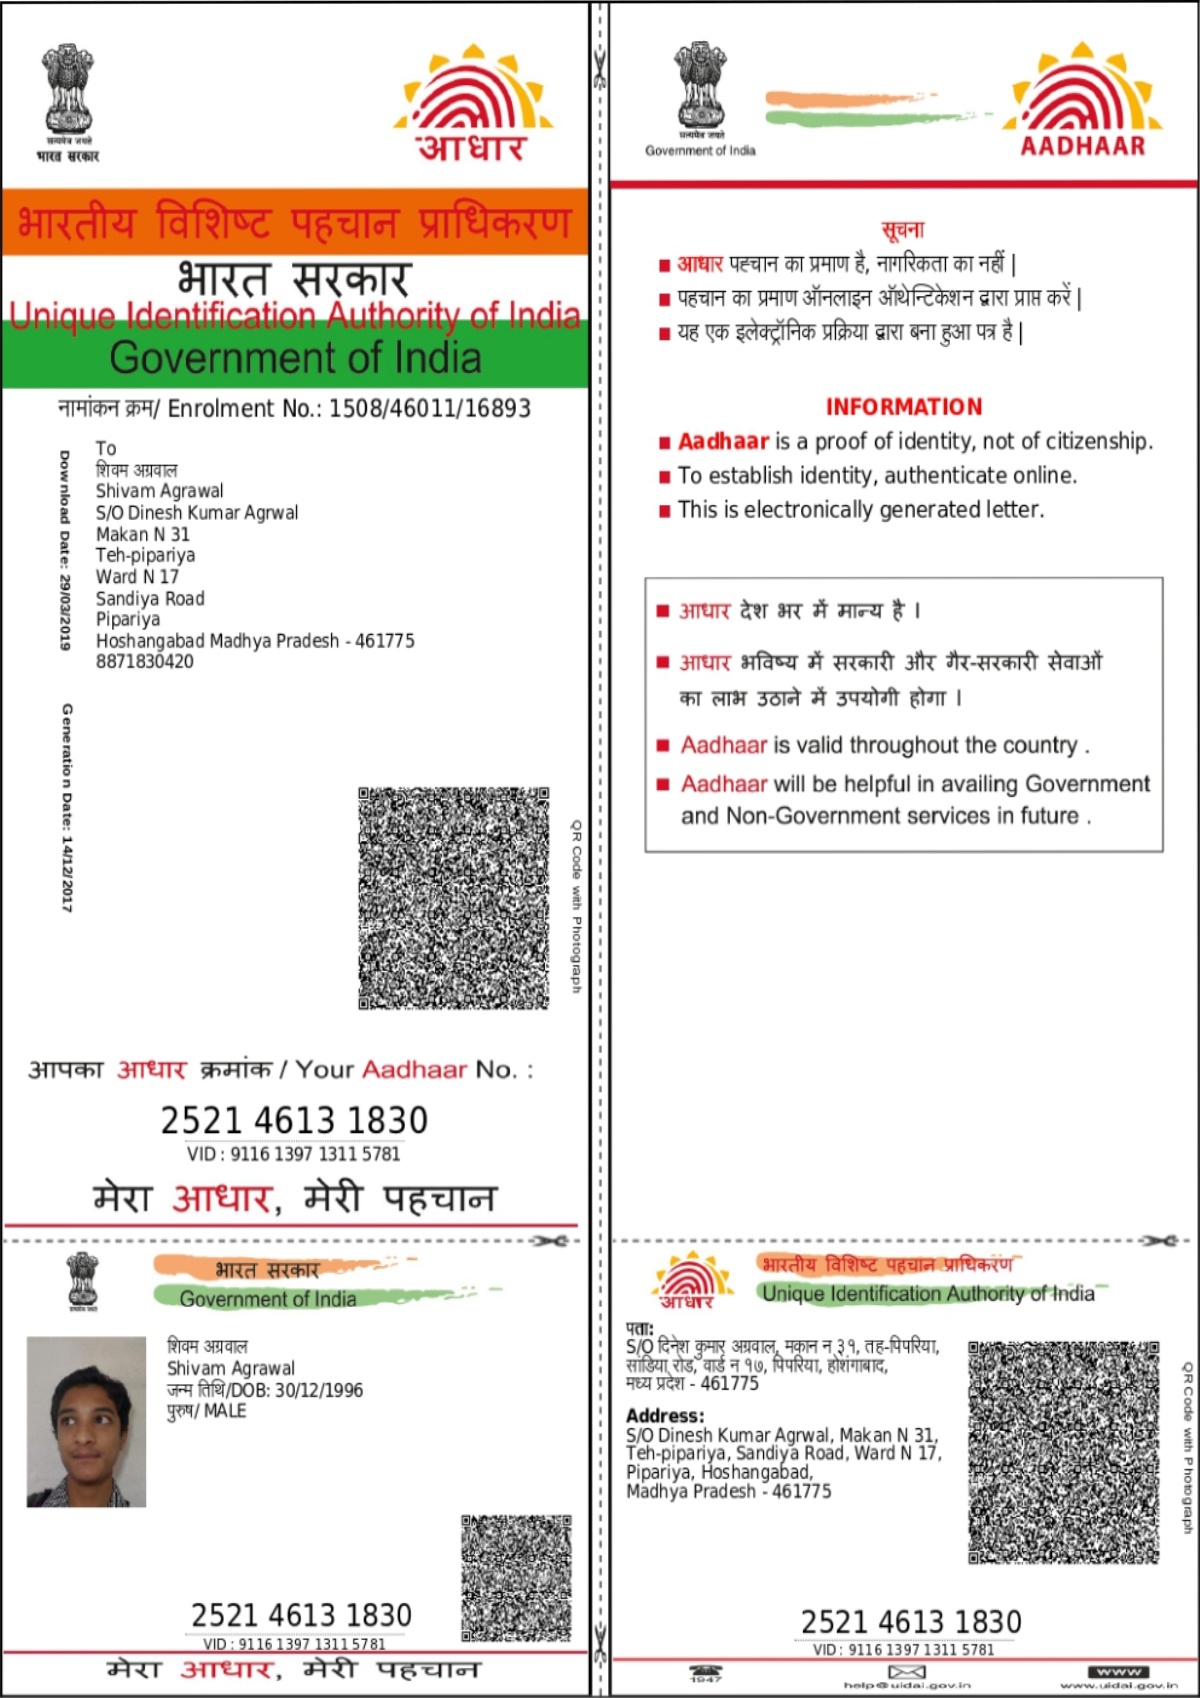 सत्यमेव जयते
भारत सरकार
आधार
भारतीय विशिष्ट पहचान प्राधिकरण
भारत सरकार
Unique Identification Authority of India
Government of India
नामांकन क्रम/ Enrolment No.: 1508/46011/16893
Download Date: 29/03/2019
Generation Date: 14/12/2017
To
शिवम अग्रवाल
Shivam Agrawal
S/O Dinesh Kumar Agrwal
Makan N 31
Teh-pipariya
Ward N 17
Sandiya Road
Pipariya
Hoshangabad Madhya Pradesh - 461775
8871830420
QR Code with Photograph
आपका आधार क्रमांक / Your Aadhaar No. :
2521 4613 1830
VID : 9116 1397 1311 5781
मेरा आधार, मेरी पहचान
सत्यमेव जयते
Government of India
AADHAAR
सूचना
आधार पहचान का प्रमाण है, नागरिकता का नहीं |
पहचान का प्रमाण ऑनलाइन ऑथेन्टिकेशन द्वारा प्राप्त करें |
यह एक इलेक्ट्रॉनिक प्रक्रिया द्वारा बना हुआ पत्र है |
INFORMATION
Aadhaar is a proof of identity, not of citizenship.
To establish identity, authenticate online.
This is electronically generated letter.
आधार देश भर में मान्य है ।
आधार भविष्य में सरकारी और गैर-सरकारी सेवाओं
का लाभ उठाने में उपयोगी होगा ।
Aadhaar is valid throughout the country .
Aadhaar will be helpful in availing Government
and Non-Government services in future .
सत्यमेव जयते
भारत सरकार
Government of India
शिवम अग्रवाल
Shivam Agrawal
जन्म तिथि/DOB: 30/12/1996
पुरुष/ MALE
2521 4613 1830
VID : 9116 1397 1311 5781
मेरा आधार, मेरी पहचान
आधार
भारतीय विशिष्ट पहचान प्राधिकरण
Unique Identification Authority of India
पता:
S/O दिनेश कुमार अग्रवाल, मकान न ३१, तह-पिपरिया,
सांडिया रोड, वार्ड न १७, पिपरिया, होशंगाबाद,
मध्य प्रदेश - 461775
Address:
S/O Dinesh Kumar Agrwal, Makan N 31,
Teh-pipariya, Sandiya Road, Ward N 17,
Pipariya, Hoshangabad,
Madhya Pradesh - 461775
QR Code with Photograph
2521 4613 1830
VID : 9116 1397 1311 5781
1947
help@uidai.gov.in
www
www.uidai.gov.in